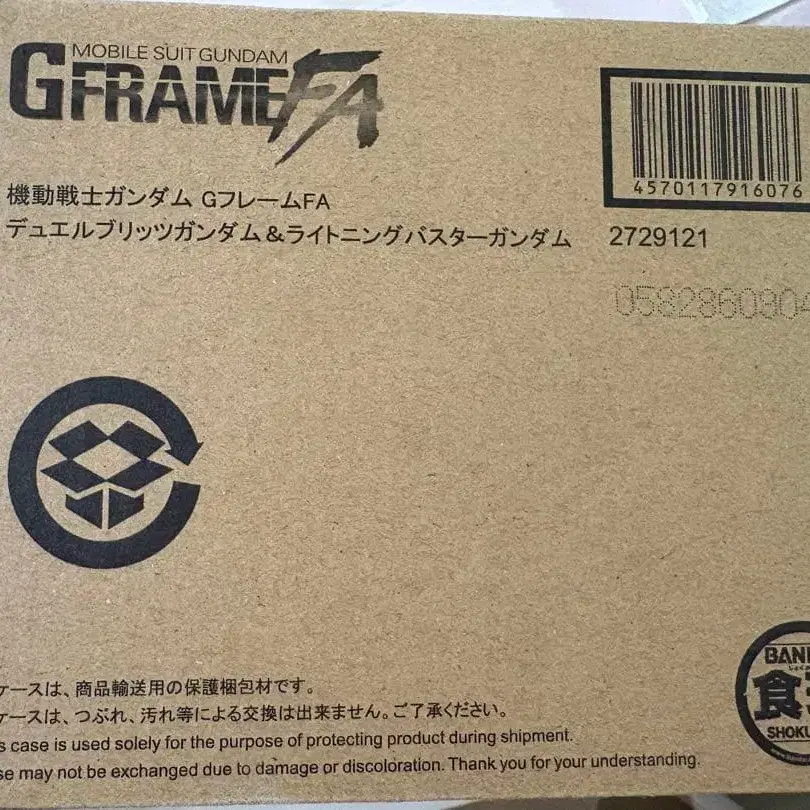 MOBILE SUIT GUNDAM
GFRAME FA
4570117916076
機動戦士ガンダム GフレームFA
デュエルブリッツガンダム&ライトニングバスターガンダム 2729121
ケースは、商品輸送用の保護梱包材です。
ケースは、つぶれ、汚れ等による交換は出来ません。ご了承ください。
case is used solely for the purpose of protecting product during shipment.
may not be exchanged due to damage or discoloration. Thank you for your understanding.
食